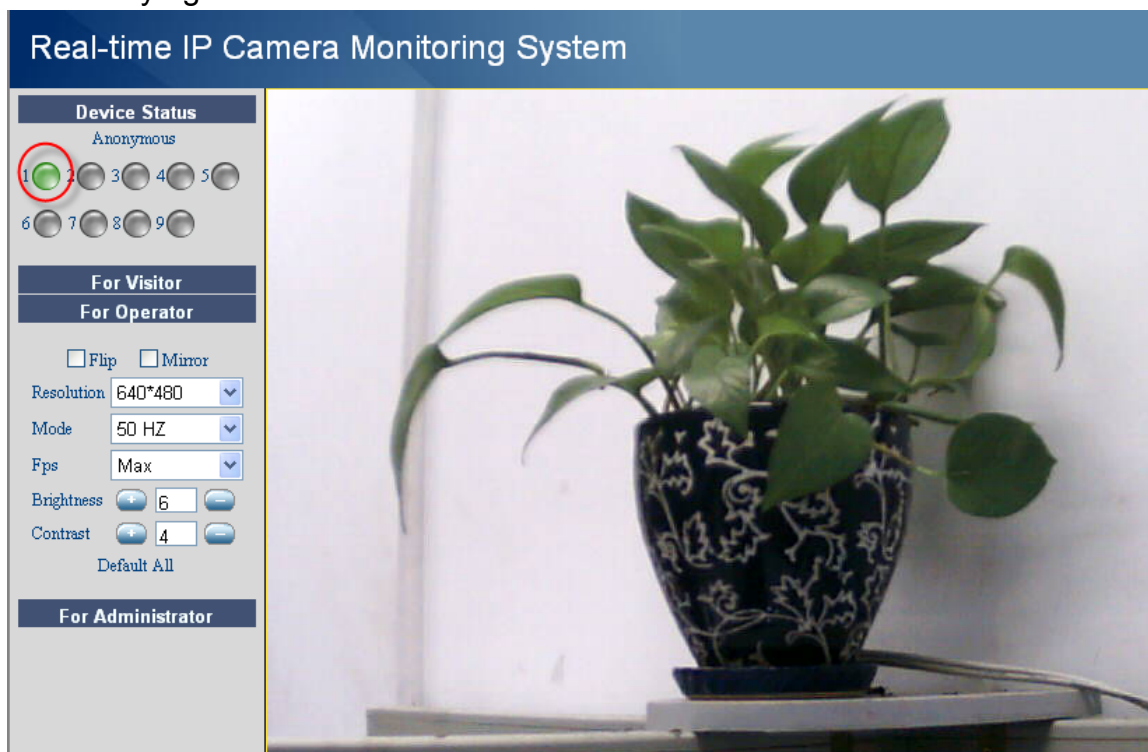 Real-time IP Camera Monitoring System
Device Status
Anonymous
1 2 3 4 5
6 7 8 9
For Visitor
For Operator
Flip Mirror
Resolution 640*480
Mode 50 HZ
Fps Max
Brightness + 6 −
Contrast + 4 −
Default All
For Administrator